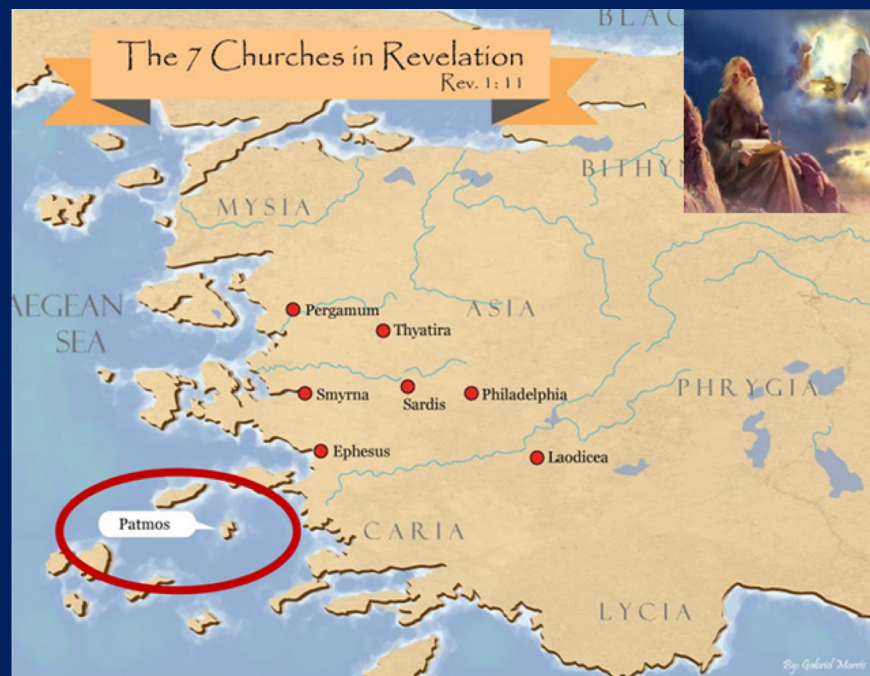 The 7 Churches in Revelation
Rev. 1:11
BLAC
BITHYN
MYSIA
AEGEAN
SEA
Pergamum
ASIA
Thyatira
PHRYGIA
Smyrna
Sardis
Philadelphia
Ephesus
Laodicea
Patmos
CARIA
LYCIA
By: Gabriel Morris